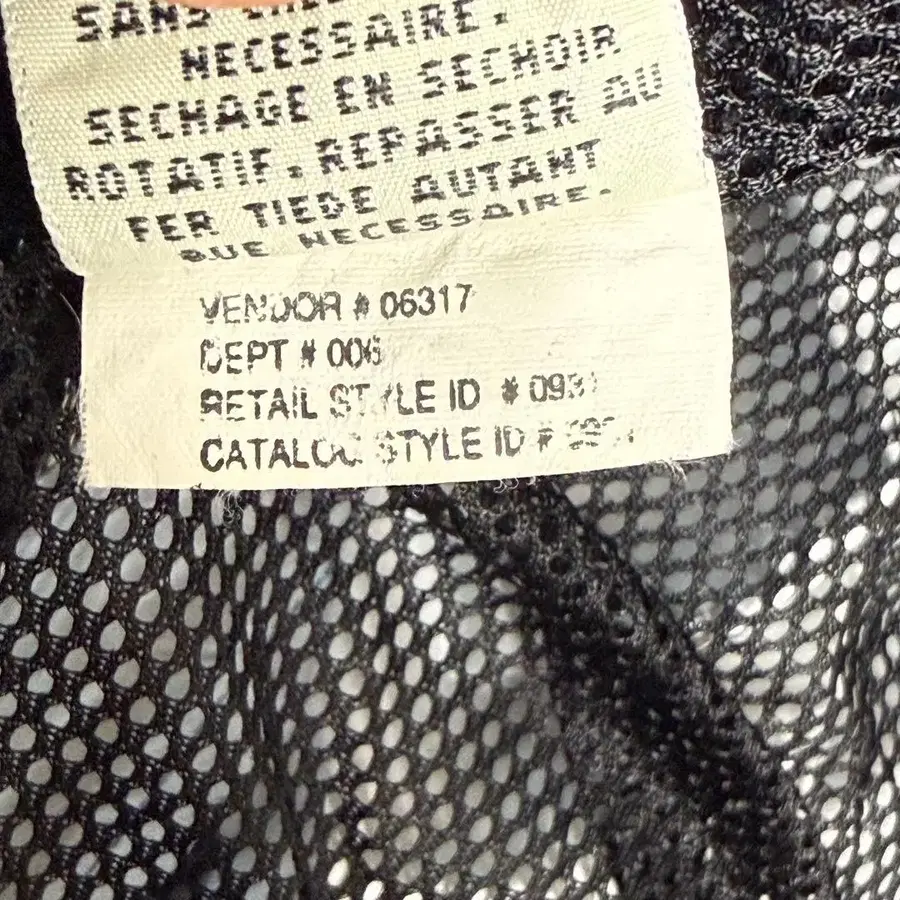 SANS
NECESSAIRE.
SECHAGE EN SECHOIR
ROTATIF. REPASSER AU
FER TIEDE AUTANT
QUE NECESSAIRE.
VENDOR # 06317
DEPT # 006
RETAIL STYLE ID #
CATALOG STYLE ID #